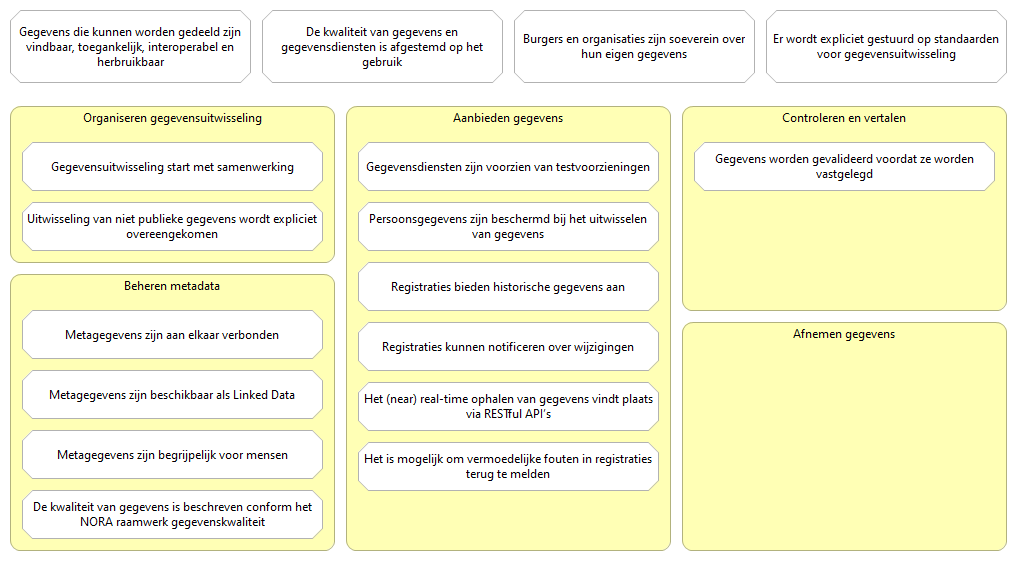 Gegevens die kunnen worden gedeeld zijn
vindbaar, toegankelijk, interoperabel en
herbruikbaar
De kwaliteit van gegevens en
gegevensdiensten is afgestemd op het
gebruik
Burgers en organisaties zijn soeverein over
hun eigen gegevens
Er wordt expliciet gestuurd op standaarden
voor gegevensuitwisseling
Organiseren gegevensuitwisseling
Gegevensuitwisseling start met samenwerking
Uitwisseling van niet publieke gegevens wordt expliciet
overeengekomen
Beheren metadata
Metagegevens zijn aan elkaar verbonden
Metagegevens zijn beschikbaar als Linked Data
Metagegevens zijn begrijpelijk voor mensen
De kwaliteit van gegevens is beschreven conform het
NORA raamwerk gegevenskwaliteit
Aanbieden gegevens
Gegevensdiensten zijn voorzien van testvoorzieningen
Persoonsgegevens zijn beschermd bij het uitwisselen
van gegevens
Registraties bieden historische gegevens aan
Registraties kunnen notificeren over wijzigingen
Het (near) real-time ophalen van gegevens vindt plaats
via RESTful API's
Het is mogelijk om vermoedelijke fouten in registraties
terug te melden
Controleren en vertalen
Gegevens worden gevalideerd voordat ze worden
vastgelegd
Afnemen gegevens